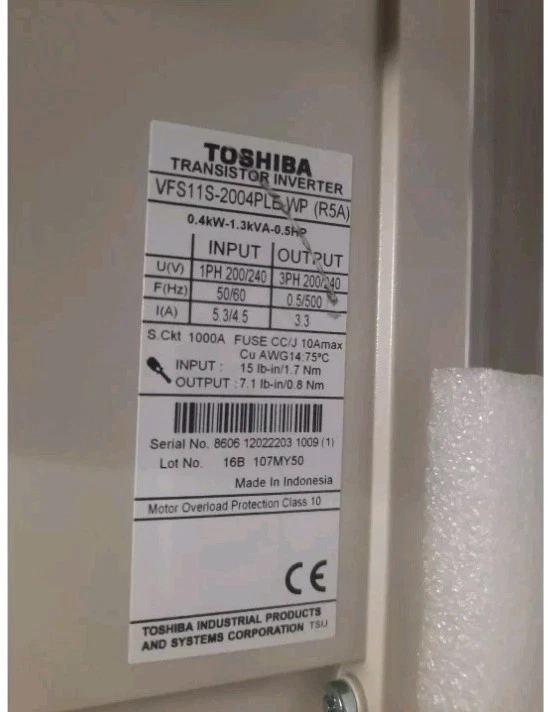 TOSHIBA
TRANSISTOR INVERTER
VFS11S-2004PLE-WP (R5A)
0.4kW-1.3kVA-0.5HP
INPUT OUTPUT
U(V) 1PH 200/240 3PH 200/240
F(Hz) 50/60 0.5/500
I(A) 5.3/4.5 3.3
S.Ckt 1000A FUSE CC/J 10Amax
Cu AWG14:75°C
INPUT : 15 lb-in/1.7 Nm
OUTPUT : 7.1 lb-in/0.8 Nm
Serial No. 8606 12022203 1009 (1)
Lot No. 16B 107MY50
Made In Indonesia
Motor Overload Protection Class 10
CE
TOSHIBA INDUSTRIAL PRODUCTS
AND SYSTEMS CORPORATION TSIJ